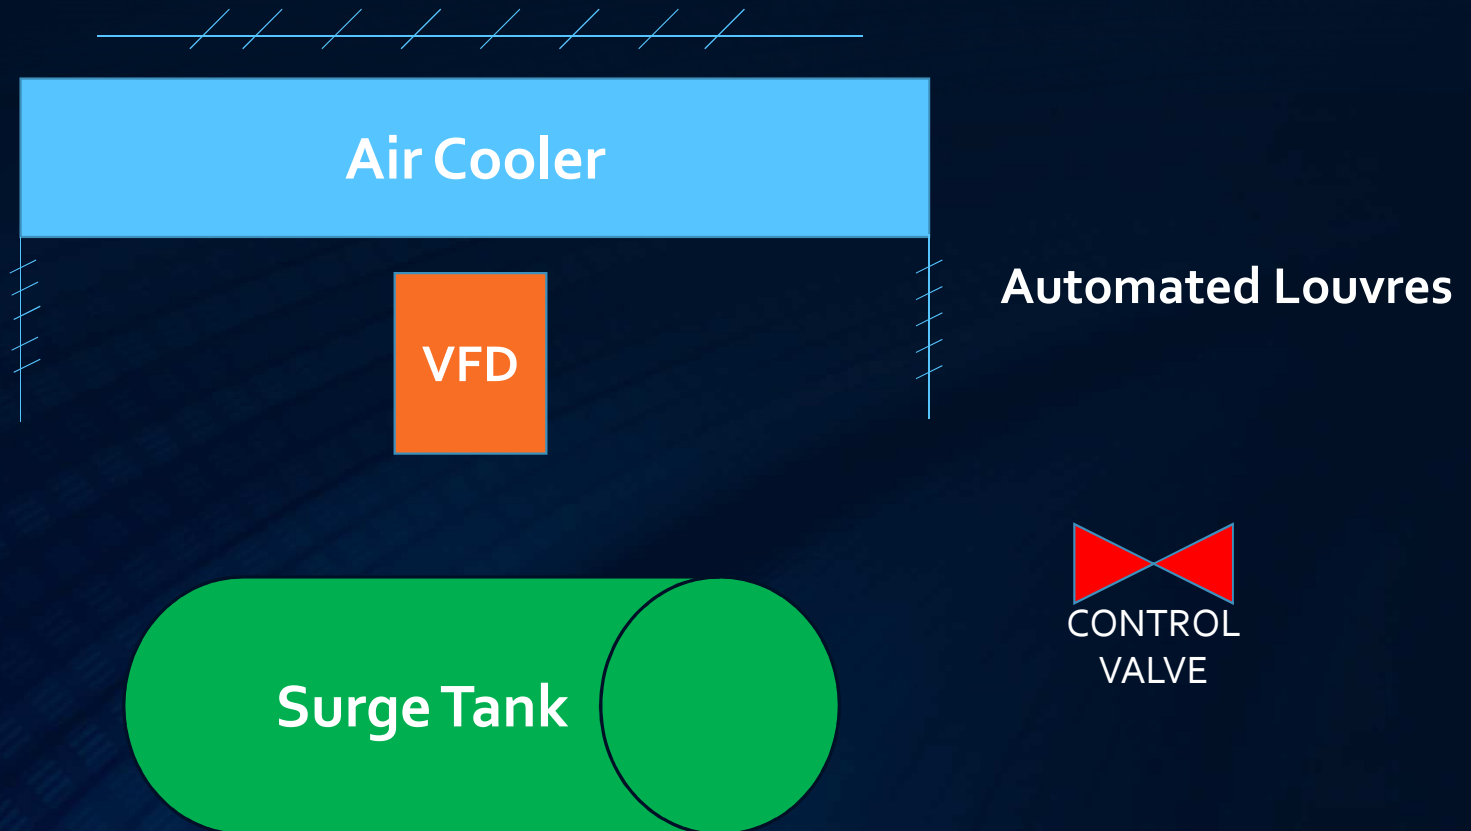 Air Cooler
Automated Louvres
VFD
CONTROL
VALVE
Surge Tank